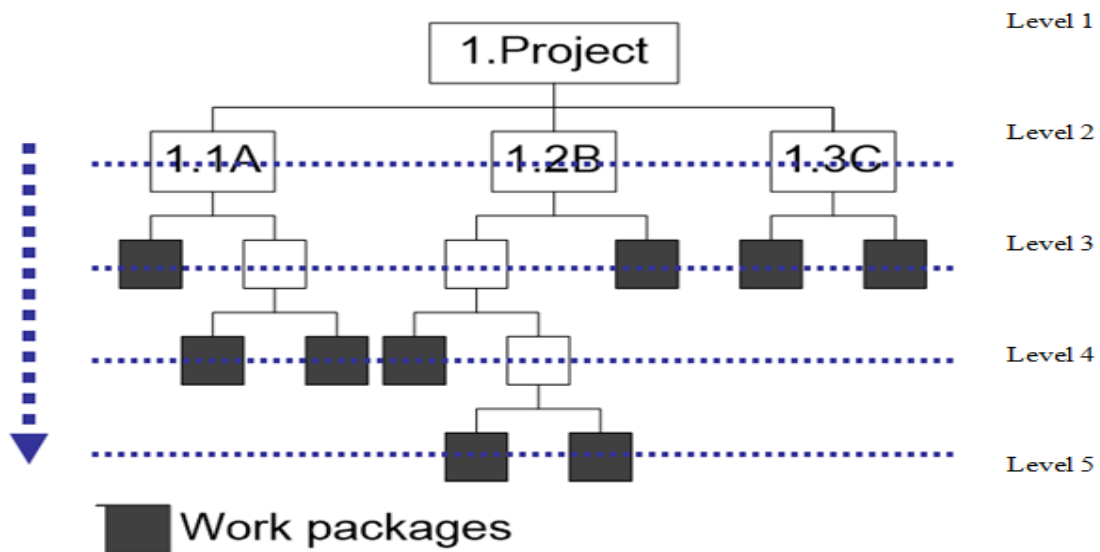 Level 1
1.Project
Level 2
1.1A
1.2B
1.3C
Level 3
Level 4
Level 5
Work packages